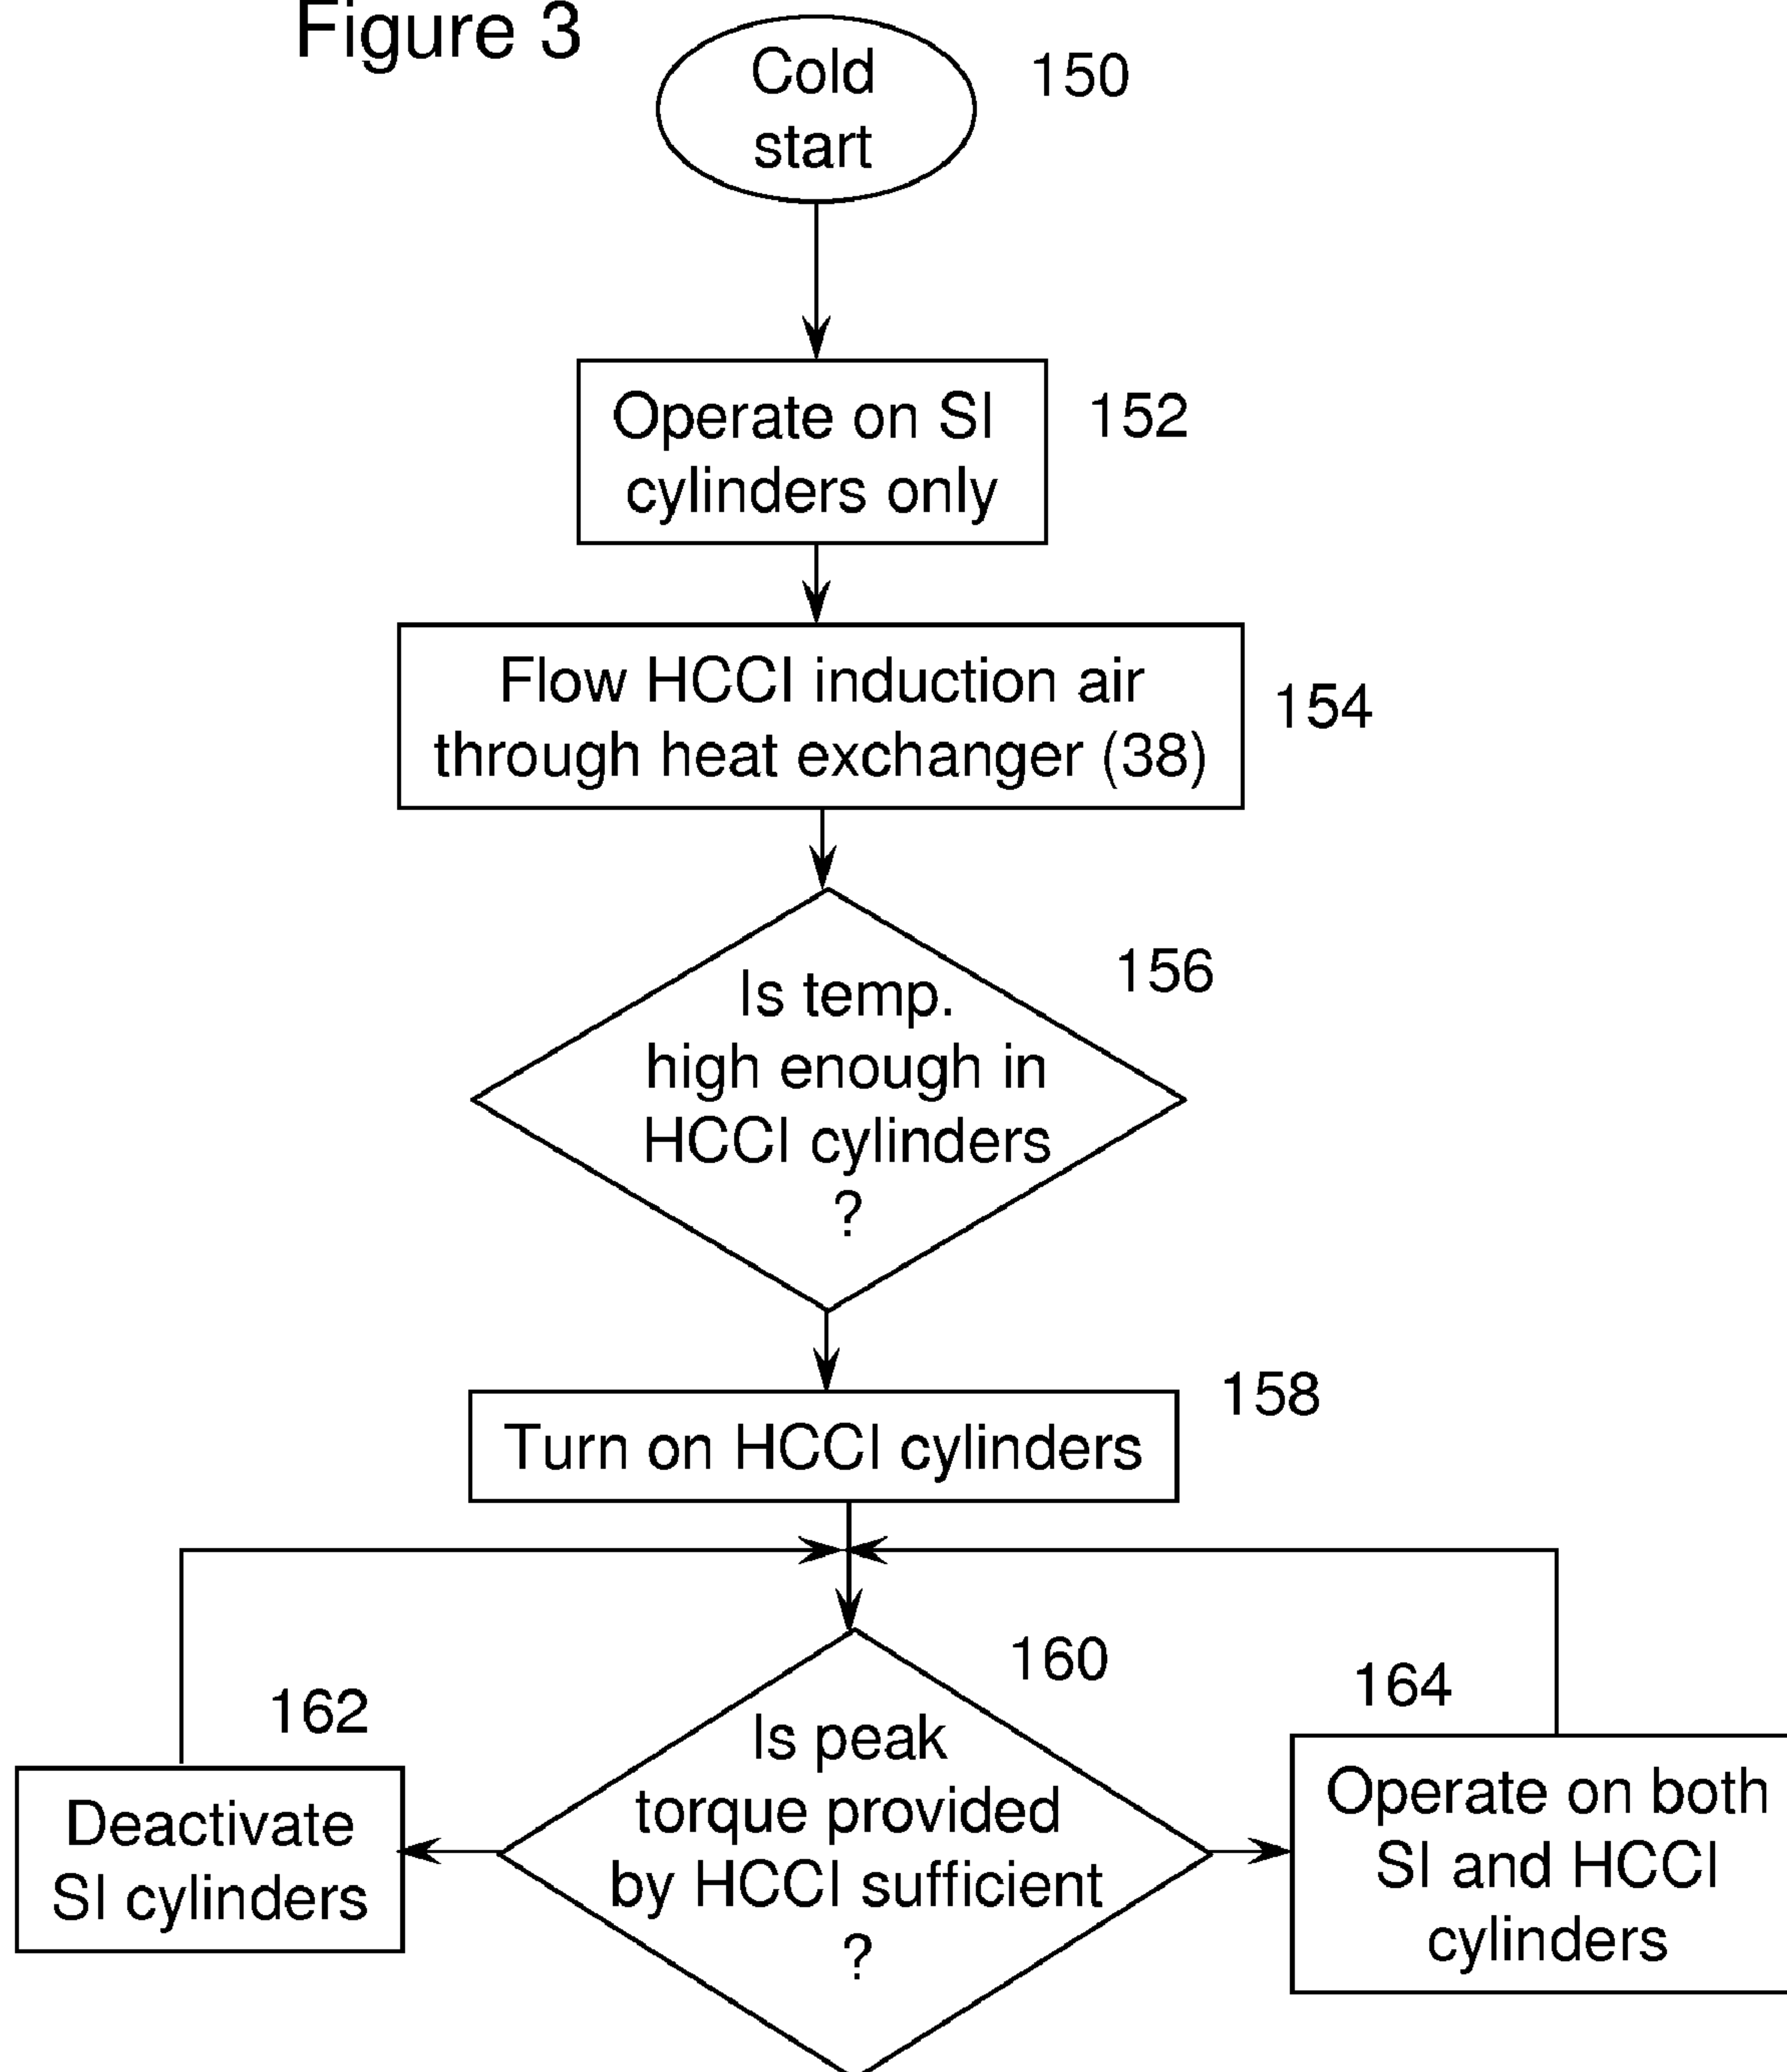 Figure 3
Cold
start
150
Operate on SI
cylinders only
152
Flow HCCI induction air
through heat exchanger (38)
154
Is temp.
high enough in
HCCI cylinders
?
156
Turn on HCCI cylinders
158
Is peak
torque provided
by HCCI sufficient
?
160
162
Deactivate
SI cylinders
164
Operate on both
SI and HCCI
cylinders